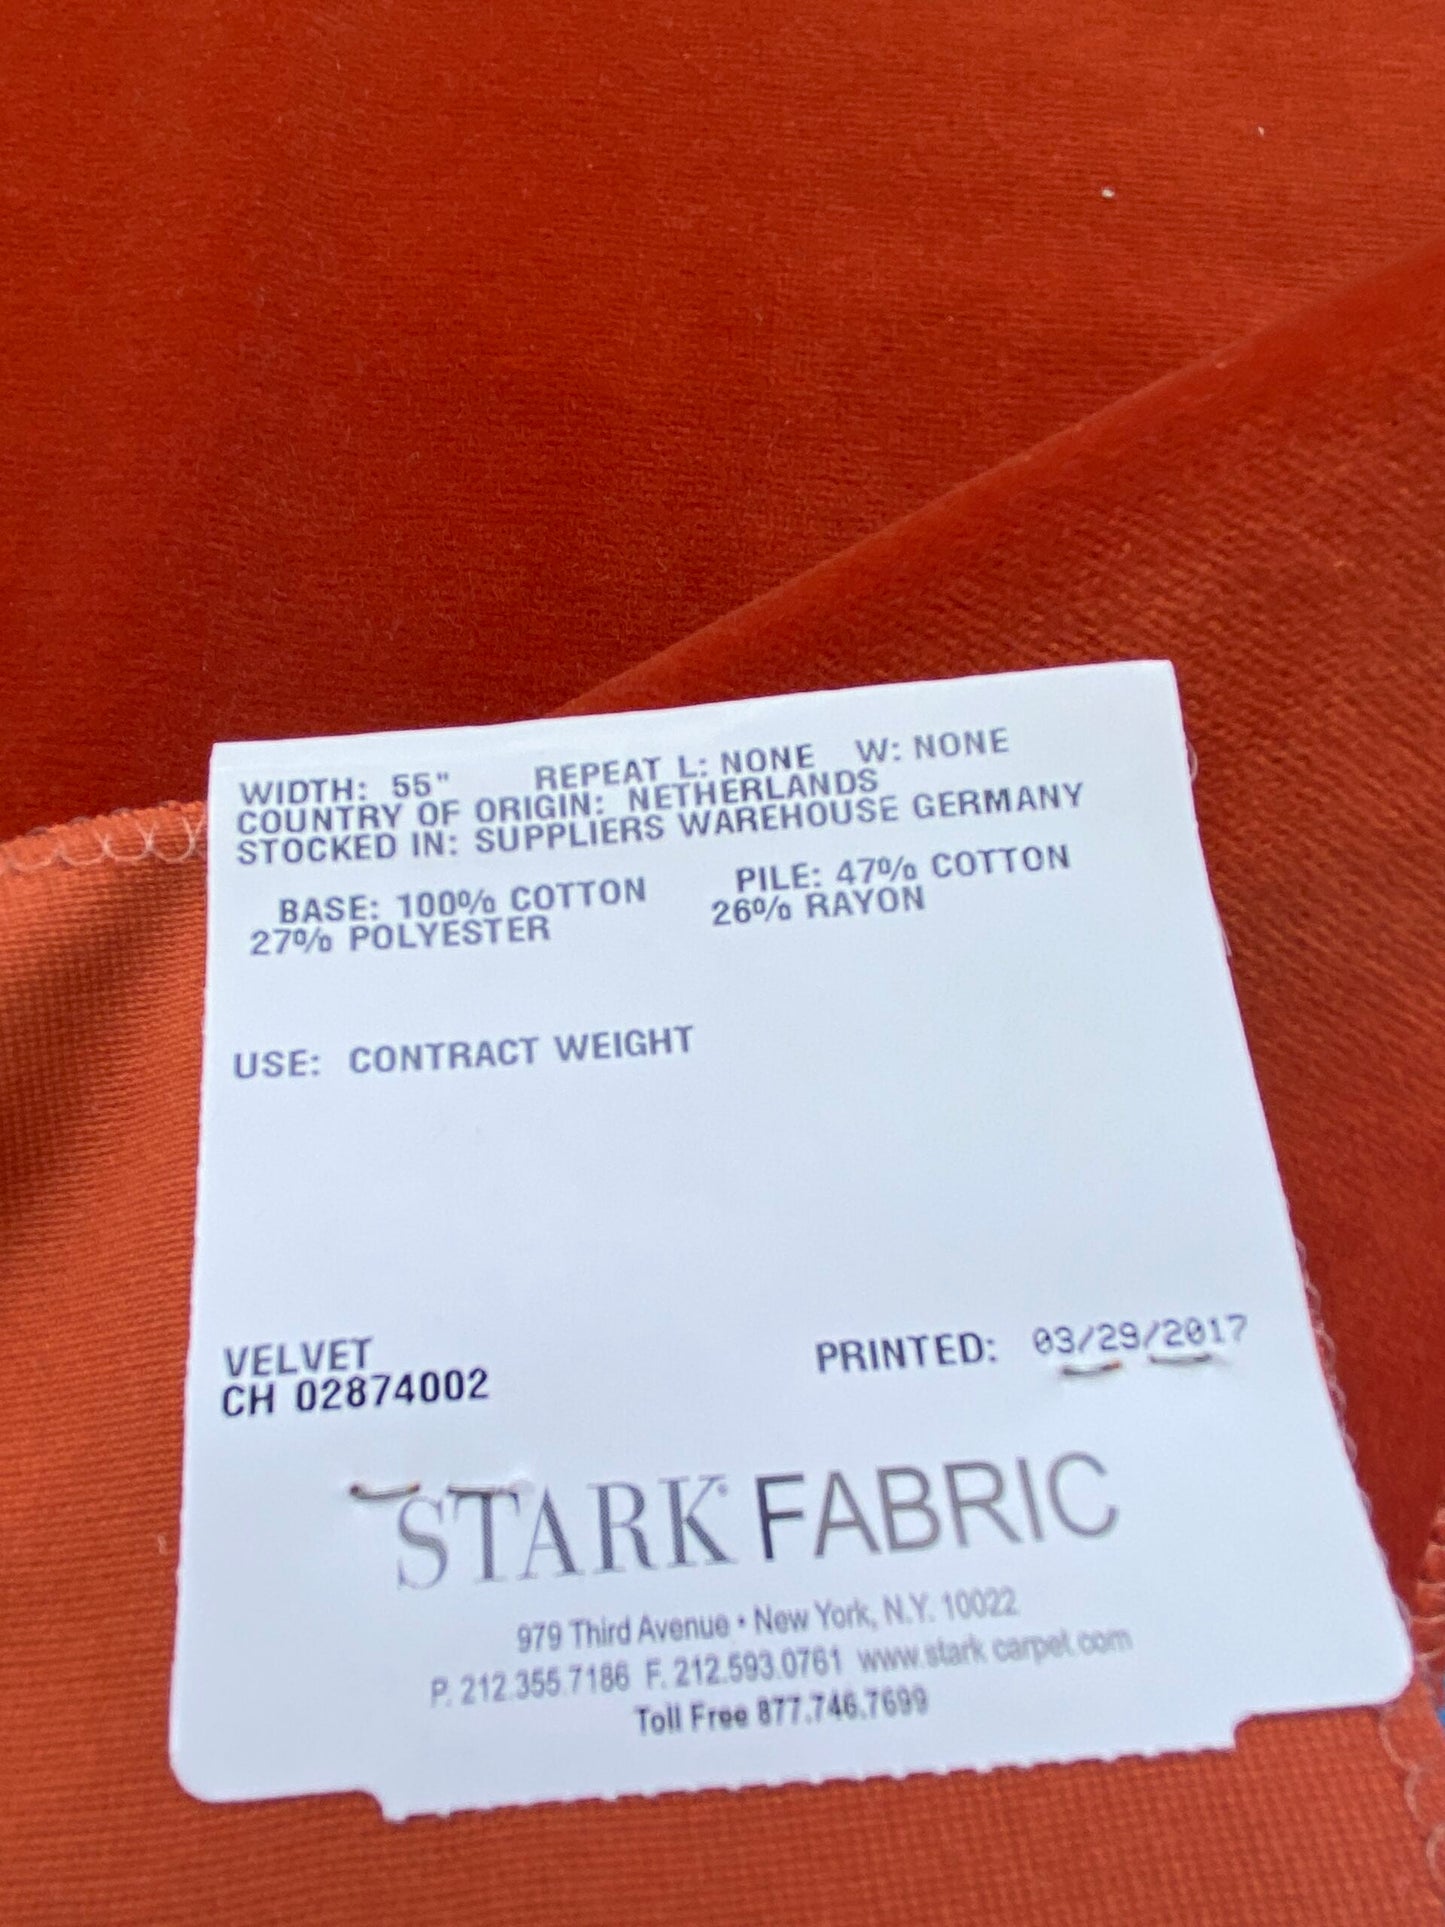 WIDTH: 55" REPEAT L: NONE W: NONE
COUNTRY OF ORIGIN: NETHERLANDS
STOCKED IN: SUPPLIERS WAREHOUSE GERMANY
BASE: 100% COTTON PILE: 47% COTTON
27% POLYESTER 26% RAYON
USE: CONTRACT WEIGHT
VELVET
CH 02874002 PRINTED: 03/29/2017
STARK FABRIC
979 Third Avenue • New York, N.Y. 10022
P. 212.355.7186 F. 212.593.0761 www.stark carpet.com
Toll Free 877.746.7699